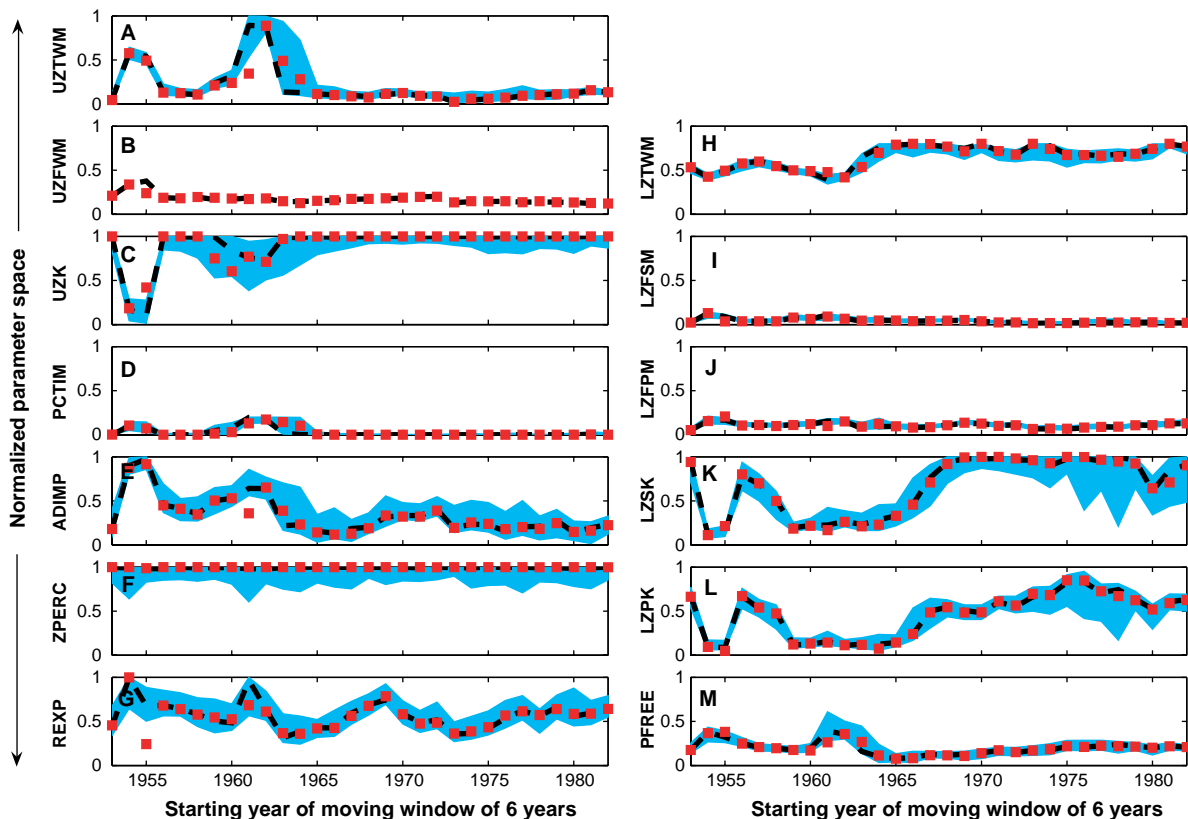 Normalized parameter space
A
UZTWM
1
0.5
0
B
UZFWM
1
0.5
0
C
UZK
1
0.5
0
D
PCTIM
1
0.5
0
E
ADIMP
1
0.5
0
F
ZPERC
1
0.5
0
G
REXP
1
0.5
0
1955 1960 1965 1970 1975 1980
Starting year of moving window of 6 years
H
LZTWM
1
0.5
0
I
LZFSM
1
0.5
0
J
LZFPM
1
0.5
0
K
LZSK
1
0.5
0
L
LZPK
1
0.5
0
M
PFREE
1
0.5
0
1955 1960 1965 1970 1975 1980
Starting year of moving window of 6 years